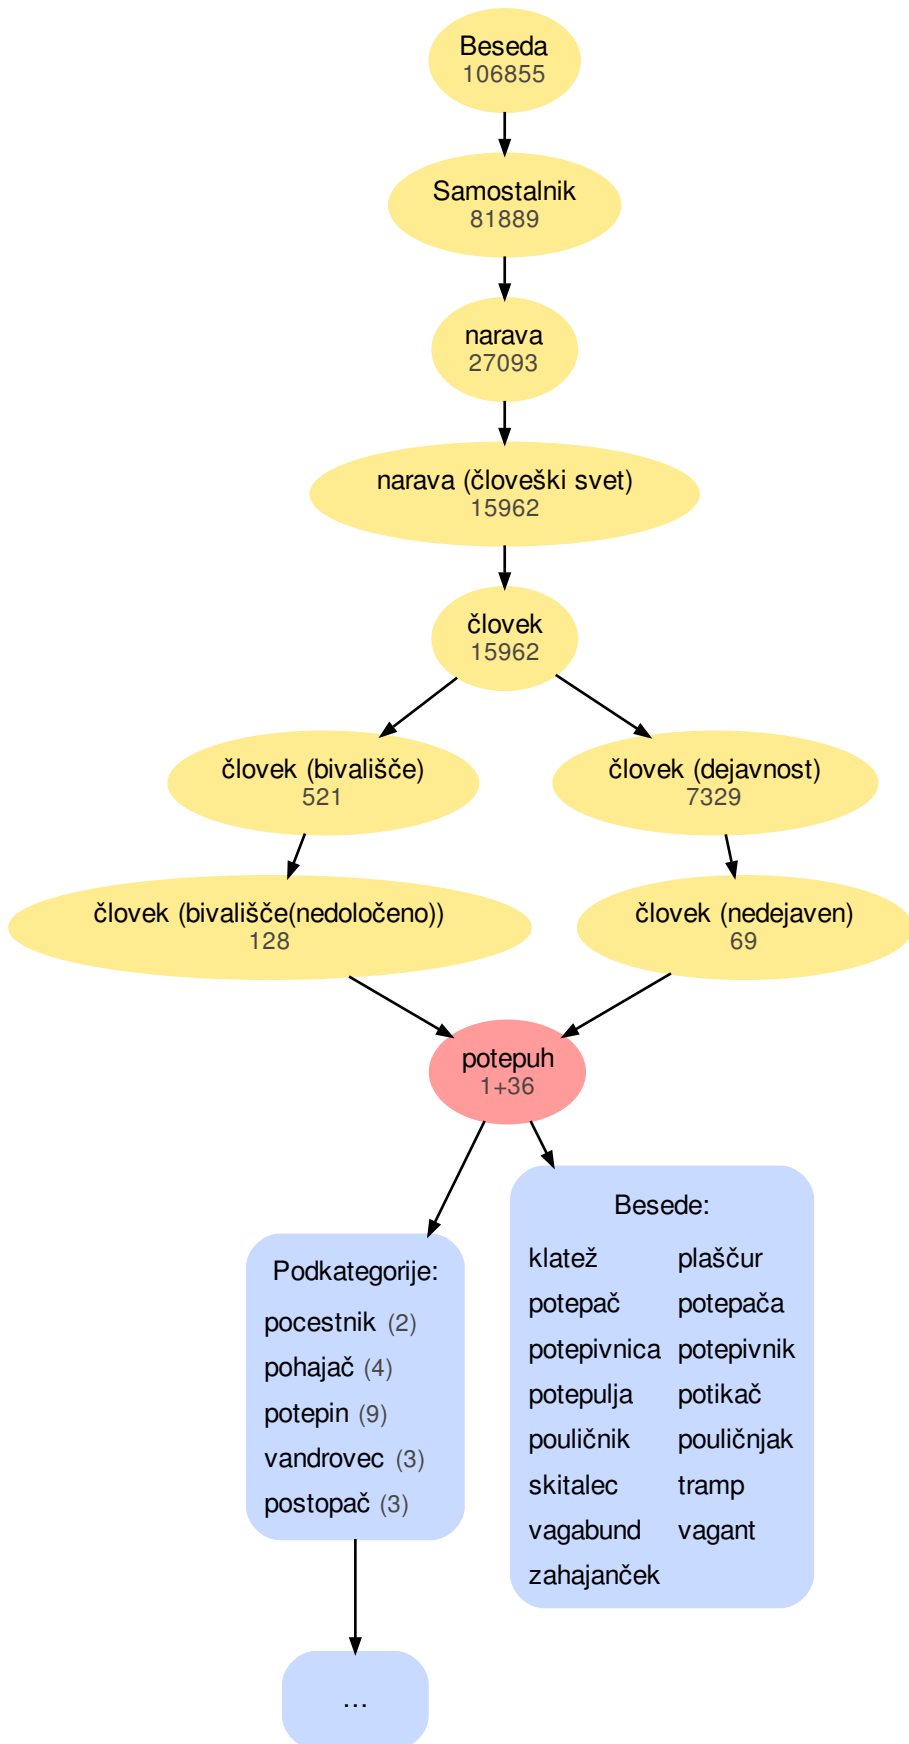 Beseda
106855
Samostalnik
81889
narava
27093
narava (človeški svet)
15962
človek
15962
človek (bivališče)
521
človek (dejavnost)
7329
človek (bivališče(nedoločeno))
128
človek (nedejaven)
69
potepuh
1+36
Podkategorije:
pocestnik (2)
pohajač (4)
potepin (9)
vandrovec (3)
postopač (3)
Besede:
klatež plaščur
potepač potepača
potepivnica potepivnik
potepulja potikač
pouličnik pouličnjak
skitalec tramp
vagabund vagant
zahajanček
...